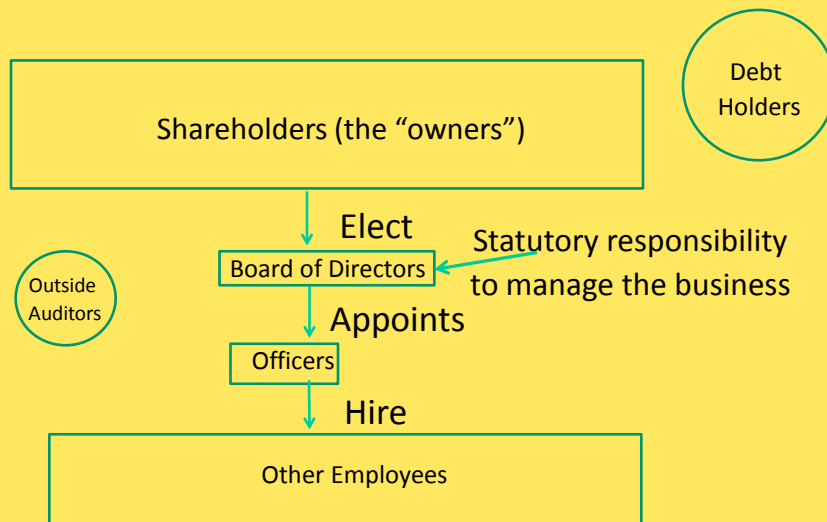 Debt
Holders
Shareholders (the “owners”)
Elect
Statutory responsibility
to manage the business
Board of Directors
Outside
Auditors
Appoints
Officers
Hire
Other Employees